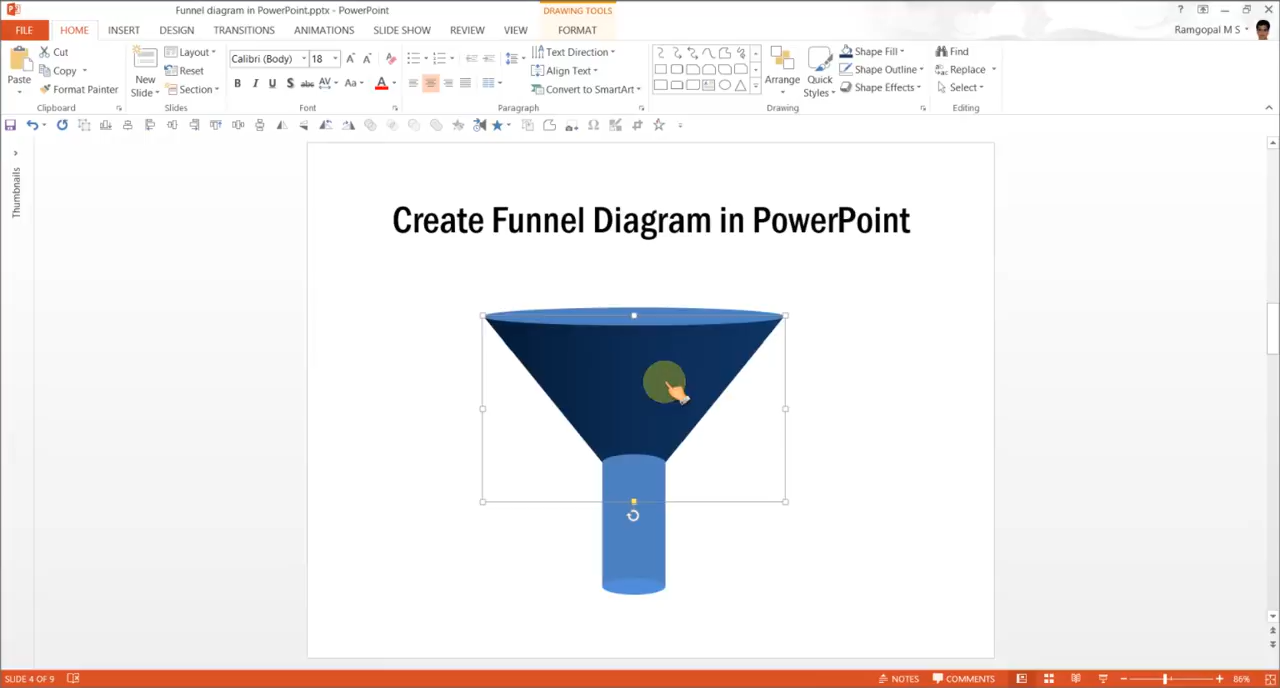 Funnel diagram in PowerPoint.pptx - PowerPoint
DRAWING TOOLS
?
FILE HOME INSERT DESIGN TRANSITIONS ANIMATIONS SLIDE SHOW REVIEW VIEW FORMAT
Ramgopal M S
Paste
Cut
Copy
Format Painter
Clipboard
New
Slide
Layout
Reset
Section
Slides
Calibri (Body) 18
B I U S abc AV Aa A
Font
Text Direction
Align Text
Convert to SmartArt
Paragraph
Arrange
Quick
Styles
Shape Fill
Shape Outline
Shape Effects
Drawing
Find
Replace
Select
Editing
Thumbnails
Create Funnel Diagram in PowerPoint
SLIDE 4 OF 9
NOTES
COMMENTS
86%